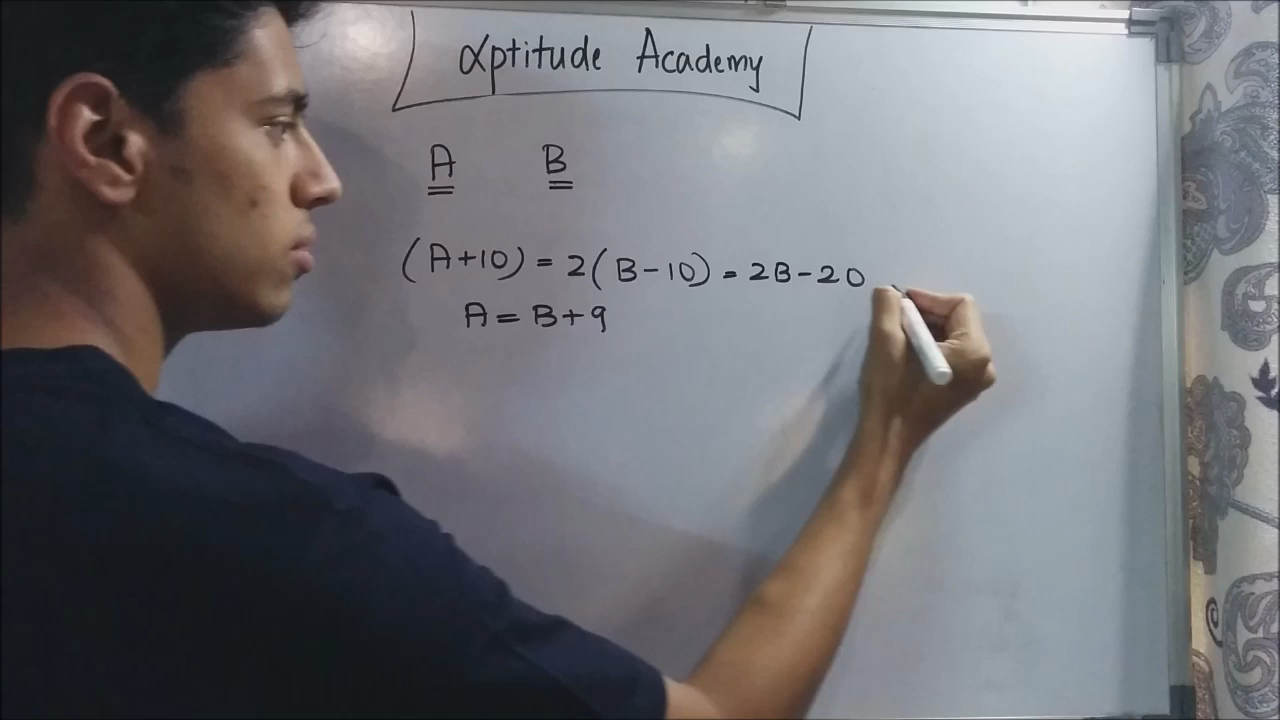 αptitude Academy
A B
(A+10) = 2(B-10) = 2B-20
A = B+9